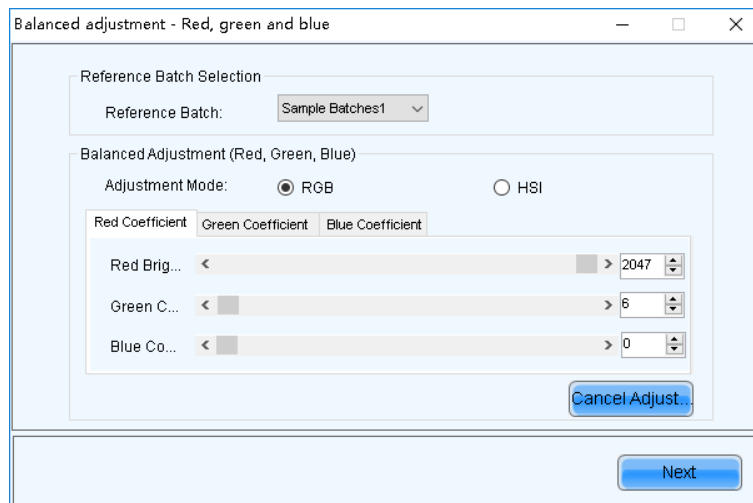 Balanced adjustment - Red, green and blue
Reference Batch Selection
Reference Batch: Sample Batches1
Balanced Adjustment (Red, Green, Blue)
Adjustment Mode: RGB HSI
Red Coefficient Green Coefficient Blue Coefficient
Red Brig... 2047
Green C... 6
Blue Co... 0
Cancel Adjust...
Next